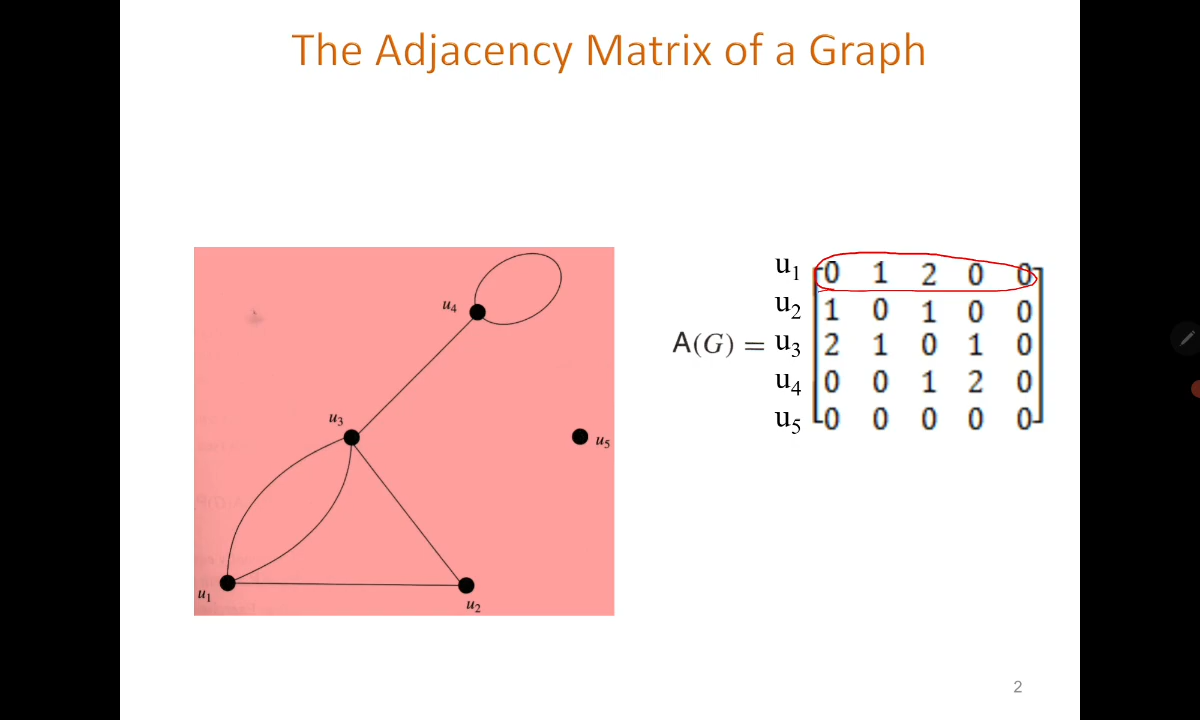 The Adjacency Matrix of a Graph
u4
u3
u5
u1
u2
u1 0 1 2 0 0
u2 1 0 1 0 0
A(G) = u3 2 1 0 1 0
u4 0 0 1 2 0
u5 0 0 0 0 0
2